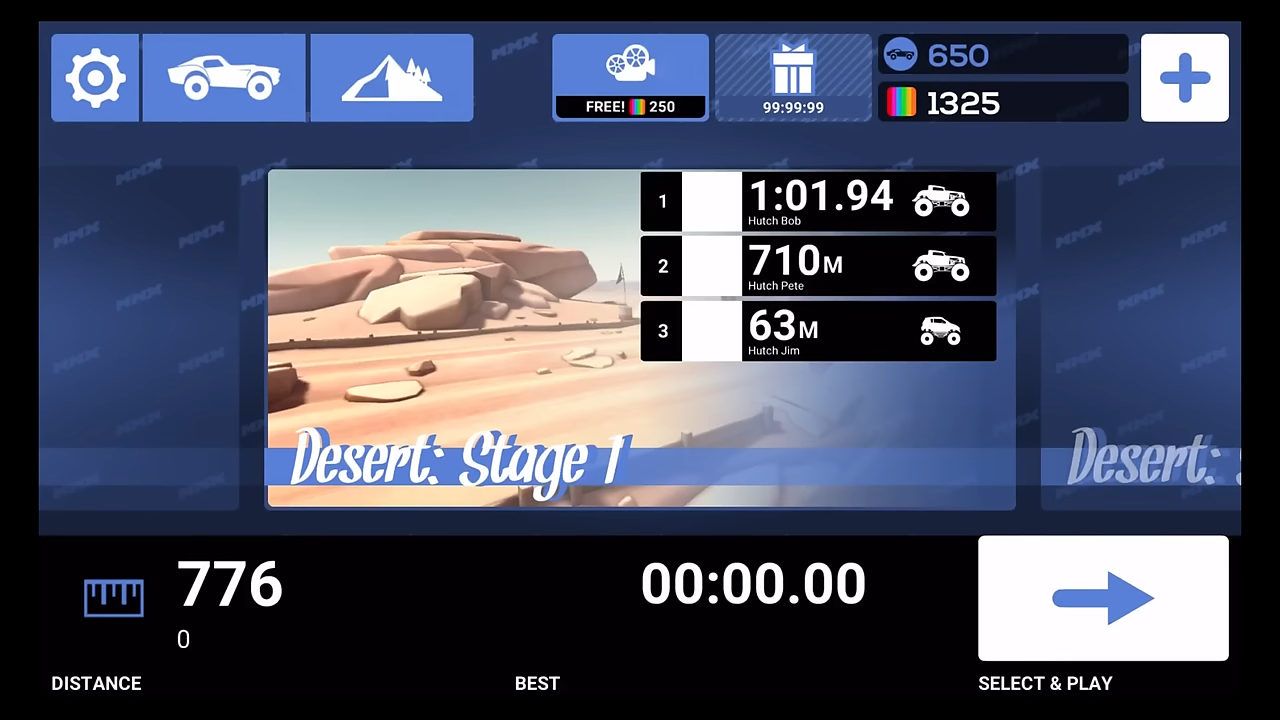 FREE! 250
99:99:99
650
1325
1 1:01.94
Hutch Bob
2 710M
Hutch Pete
3 63M
Hutch Jim
Desert: Stage 1
Desert:
776
0
00:00.00
DISTANCE
BEST
SELECT & PLAY
MMX